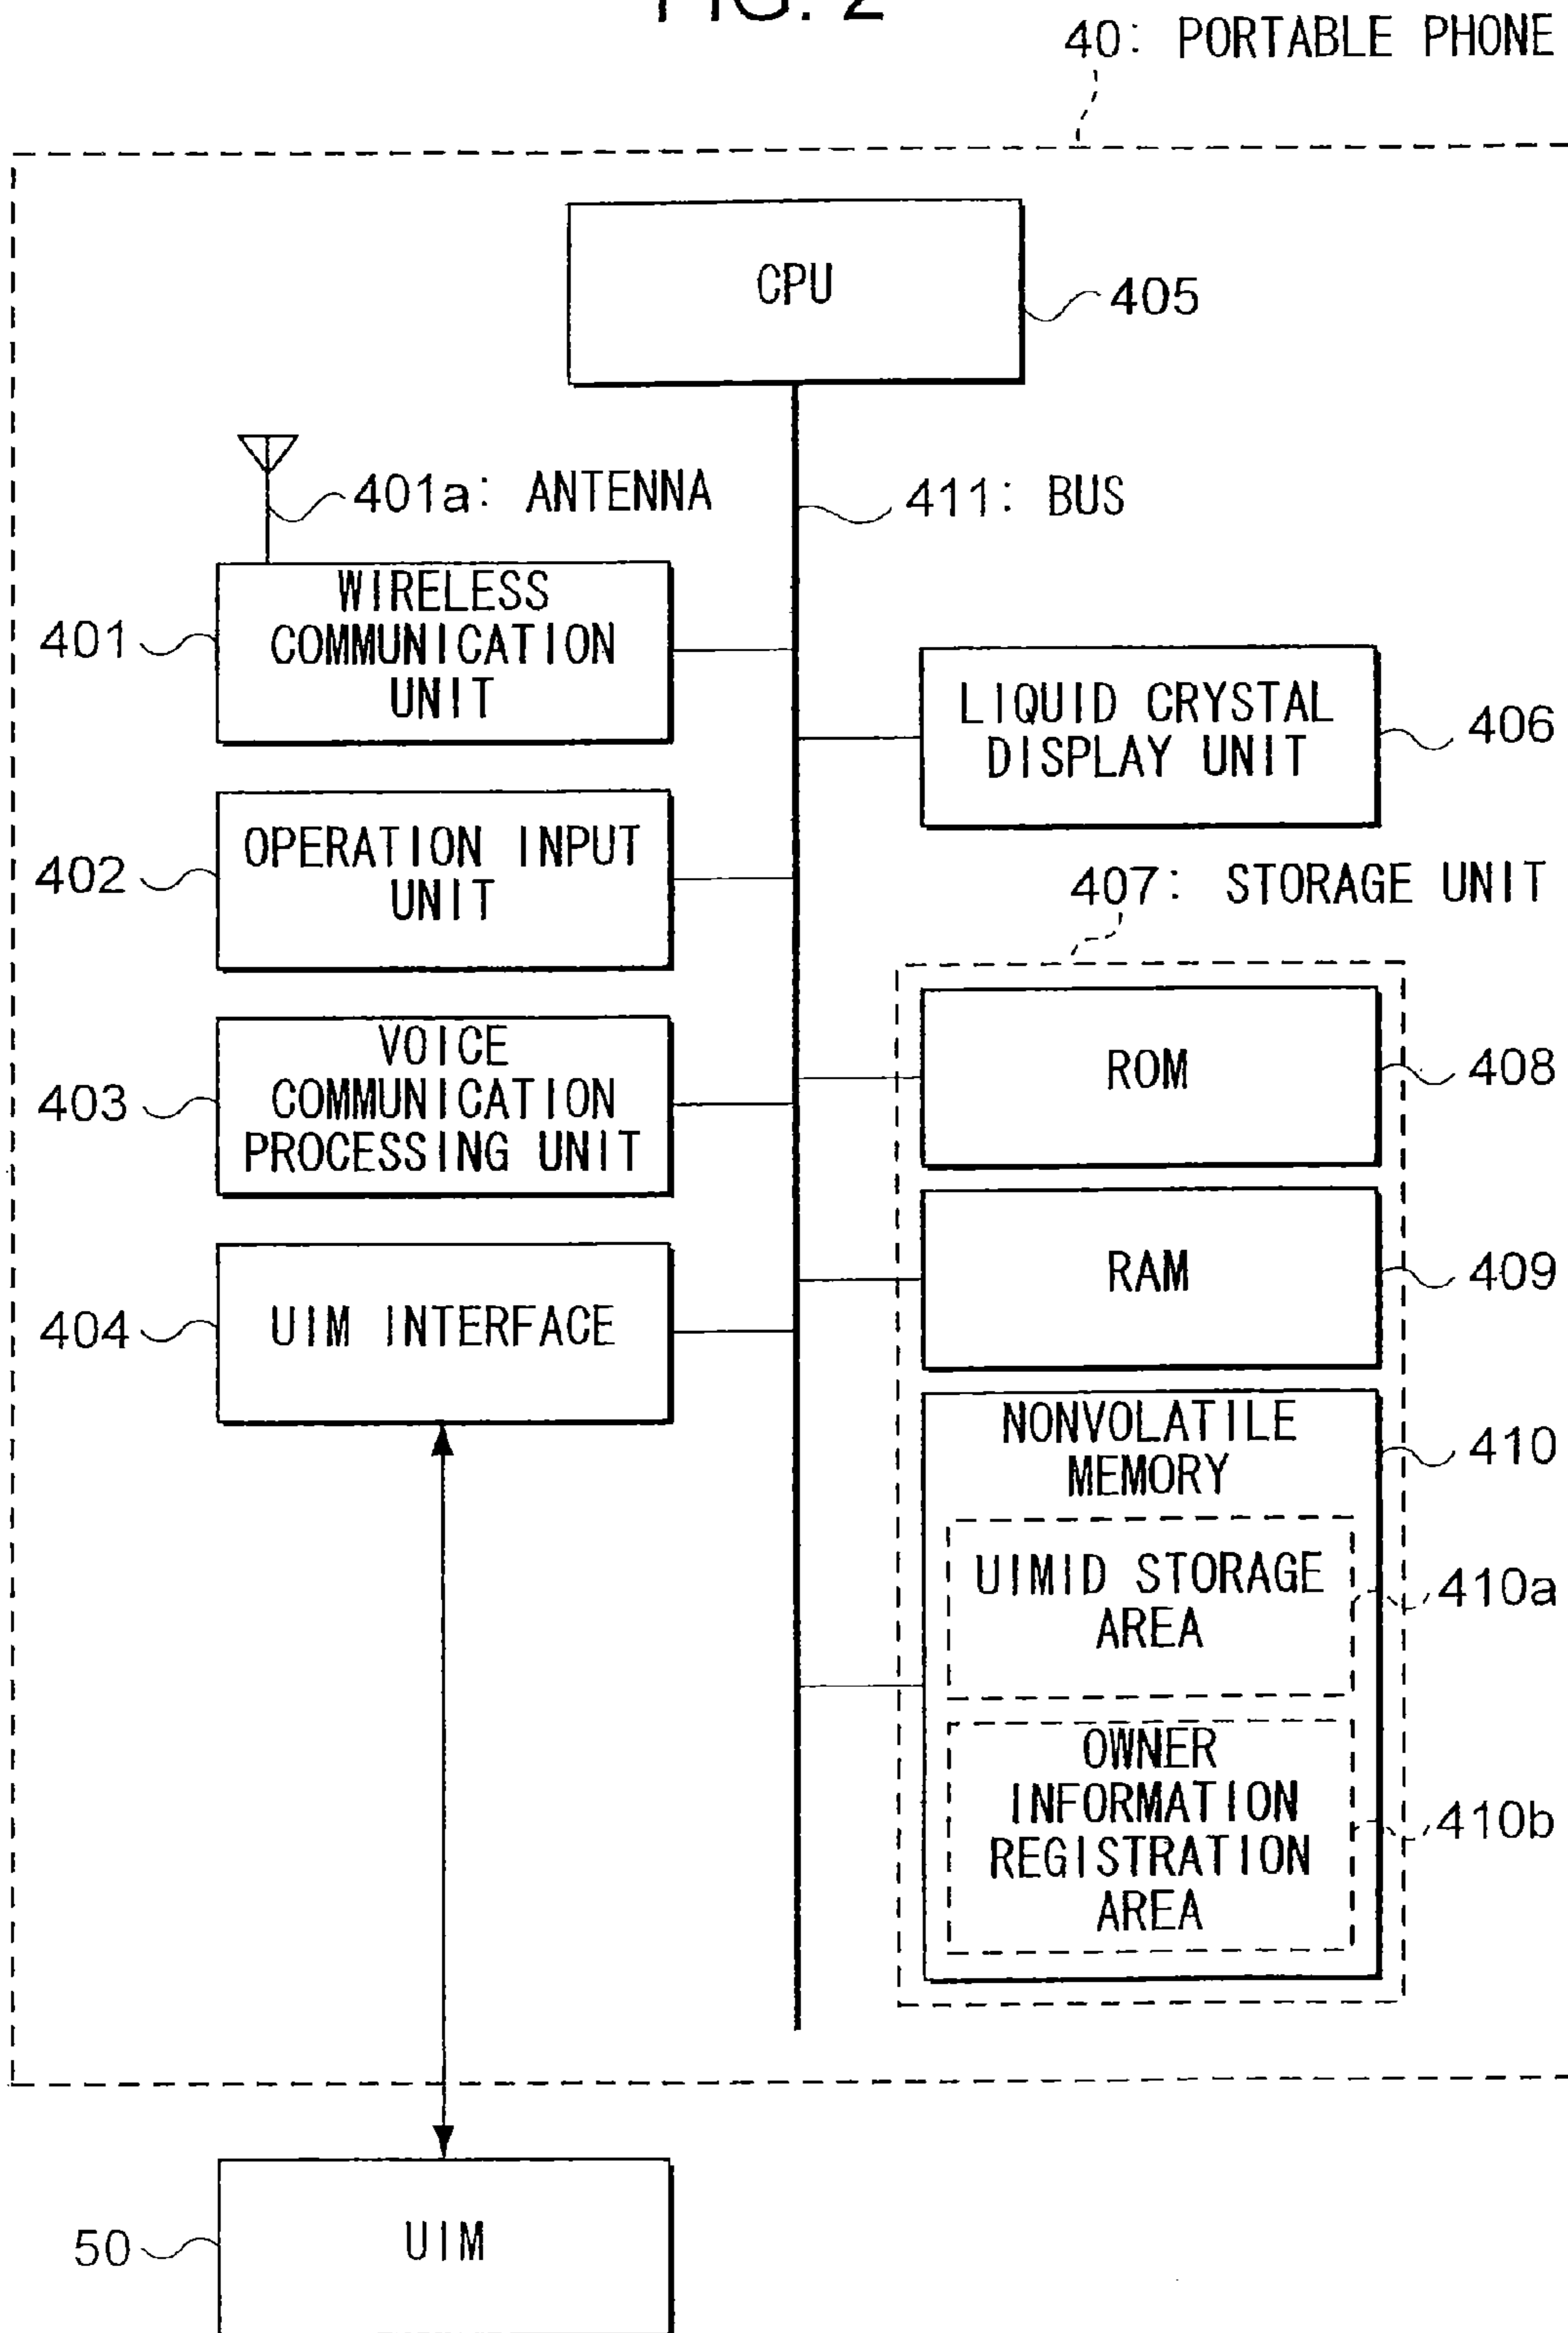 FIG. 2
40: PORTABLE PHONE
CPU
405
401a: ANTENNA
411: BUS
WIRELESS
COMMUNICATION
UNIT
401
LIQUID CRYSTAL
DISPLAY UNIT
406
OPERATION INPUT
UNIT
402
407: STORAGE UNIT
VOICE
COMMUNICATION
PROCESSING UNIT
403
ROM
408
RAM
409
UIM INTERFACE
404
NONVOLATILE
MEMORY
410
UIMID STORAGE
AREA
410a
OWNER
INFORMATION
REGISTRATION
AREA
410b
UIM
50